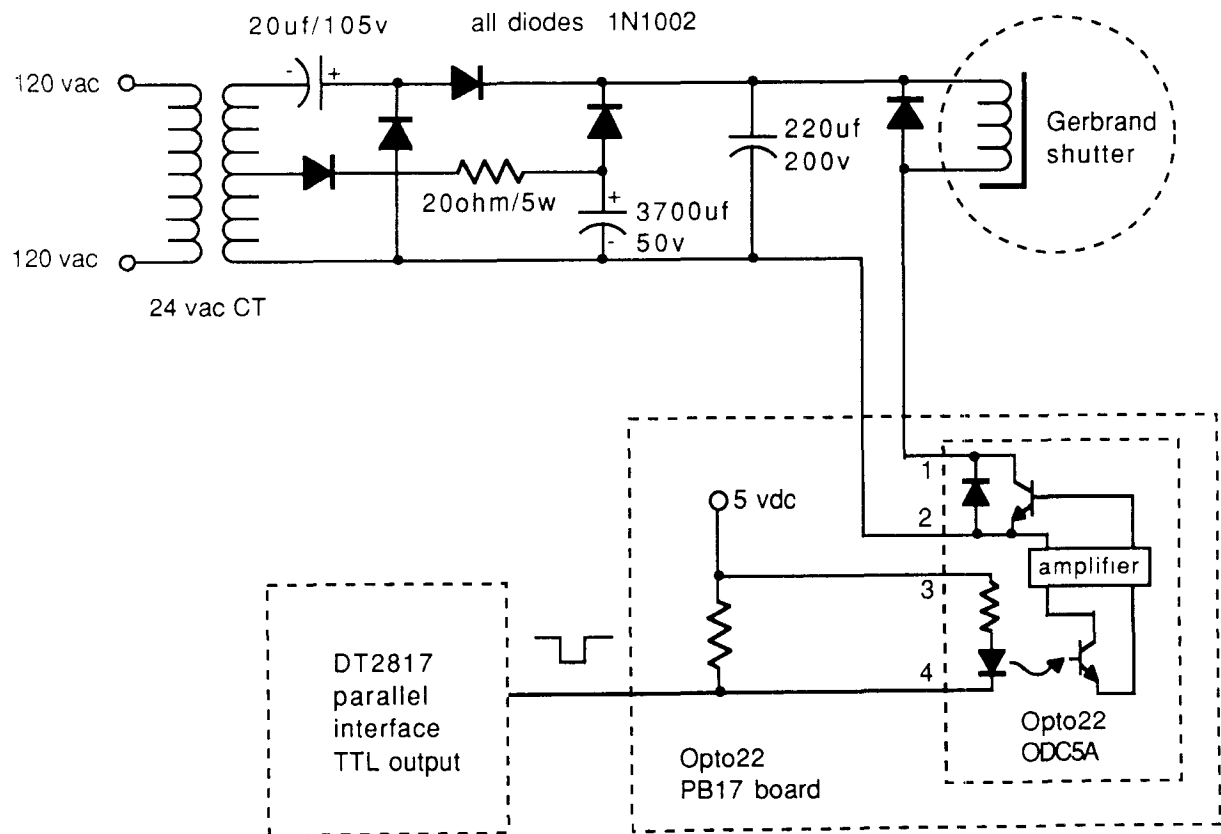 20uf/105v
all diodes 1N1002
120 vac
- +
220uf
200v
Gerbrand
shutter
20ohm/5w
+
3700uf
-
50v
120 vac
24 vac CT
1
5 vdc
2
amplifier
3
DT2817
parallel
interface
TTL output
4
Opto22
ODC5A
Opto22
PB17 board